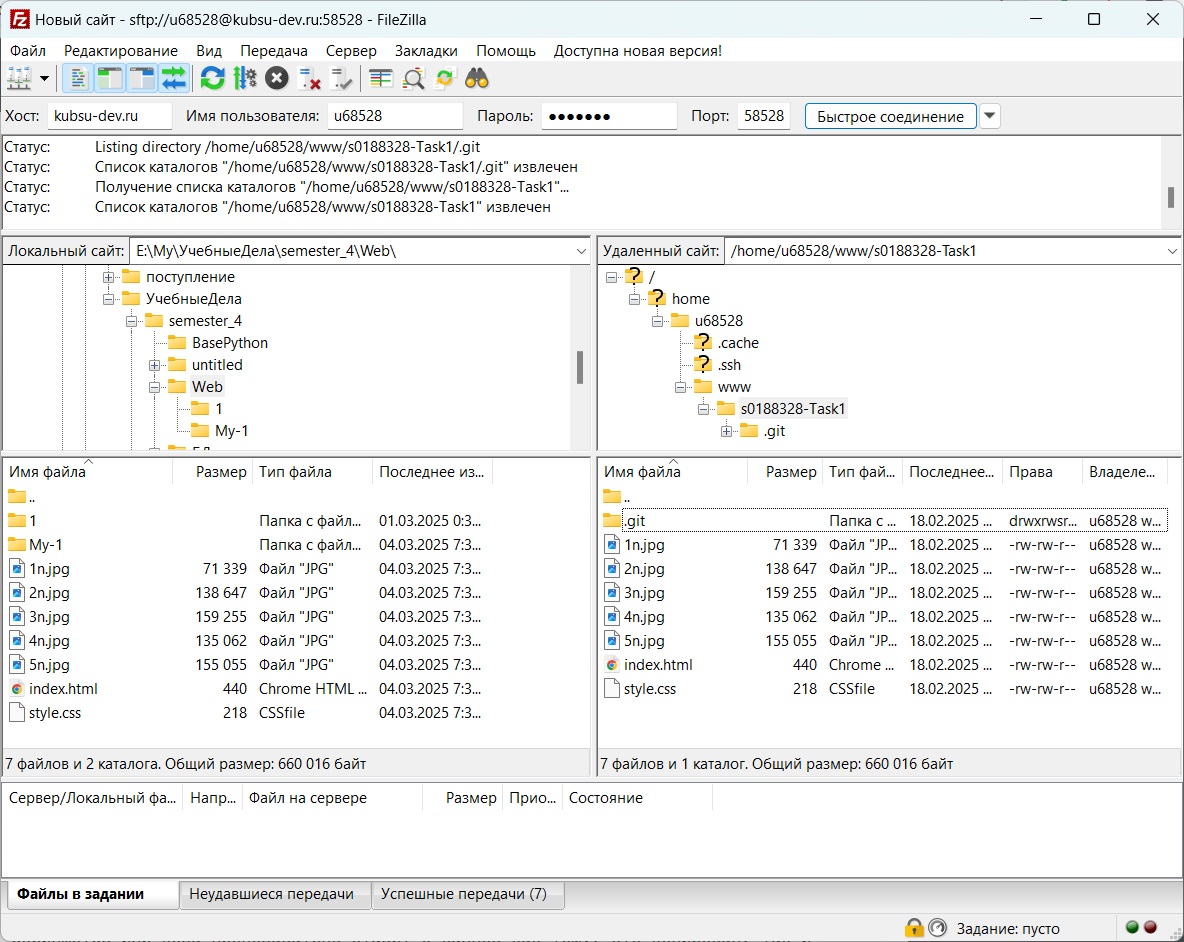 Новый сайт - sftp://u68528@kubsu-dev.ru:58528 - FileZilla
Файл Редактирование Вид Передача Сервер Закладки Помощь Доступна новая версия!
Хост: kubsu-dev.ru Имя пользователя: u68528 Пароль: ●●●●●●● Порт: 58528 Быстрое соединение
Статус: Listing directory /home/u68528/www/s0188328-Task1/.git
Статус: Список каталогов "/home/u68528/www/s0188328-Task1/.git" извлечен
Статус: Получение списка каталогов "/home/u68528/www/s0188328-Task1"...
Статус: Список каталогов "/home/u68528/www/s0188328-Task1" извлечен
Локальный сайт: E:\My\УчебныеДела\semester_4\Web\
поступление
УчебныеДела
semester_4
BasePython
untitled
Web
1
My-1
Имя файла Размер Тип файла Последнее из...
..
1 Папка с файл... 01.03.2025 0:3...
My-1 Папка с файл... 04.03.2025 7:3...
1n.jpg 71 339 Файл "JPG" 04.03.2025 7:3...
2n.jpg 138 647 Файл "JPG" 04.03.2025 7:3...
3n.jpg 159 255 Файл "JPG" 04.03.2025 7:3...
4n.jpg 135 062 Файл "JPG" 04.03.2025 7:3...
5n.jpg 155 055 Файл "JPG" 04.03.2025 7:3...
index.html 440 Chrome HTML ... 04.03.2025 7:3...
style.css 218 CSSfile 04.03.2025 7:3...
7 файлов и 2 каталога. Общий размер: 660 016 байт
Удаленный сайт: /home/u68528/www/s0188328-Task1
/
home
u68528
.cache
.ssh
www
s0188328-Task1
.git
Имя файла Размер Тип фай... Последнее... Права Владеле...
..
.git Папка с ... 18.02.2025 ... drwxrwsr... u68528 w...
1n.jpg 71 339 Файл "JP... 18.02.2025 ... -rw-rw-r-- u68528 w...
2n.jpg 138 647 Файл "JP... 18.02.2025 ... -rw-rw-r-- u68528 w...
3n.jpg 159 255 Файл "JP... 18.02.2025 ... -rw-rw-r-- u68528 w...
4n.jpg 135 062 Файл "JP... 18.02.2025 ... -rw-rw-r-- u68528 w...
5n.jpg 155 055 Файл "JP... 18.02.2025 ... -rw-rw-r-- u68528 w...
index.html 440 Chrome ... 18.02.2025 ... -rw-rw-r-- u68528 w...
style.css 218 CSSfile 18.02.2025 ... -rw-rw-r-- u68528 w...
7 файлов и 1 каталог. Общий размер: 660 016 байт
Сервер/Локальный фа... Напр... Файл на сервере Размер Прио... Состояние
Файлы в задании Неудавшиеся передачи Успешные передачи (7)
Задание: пусто